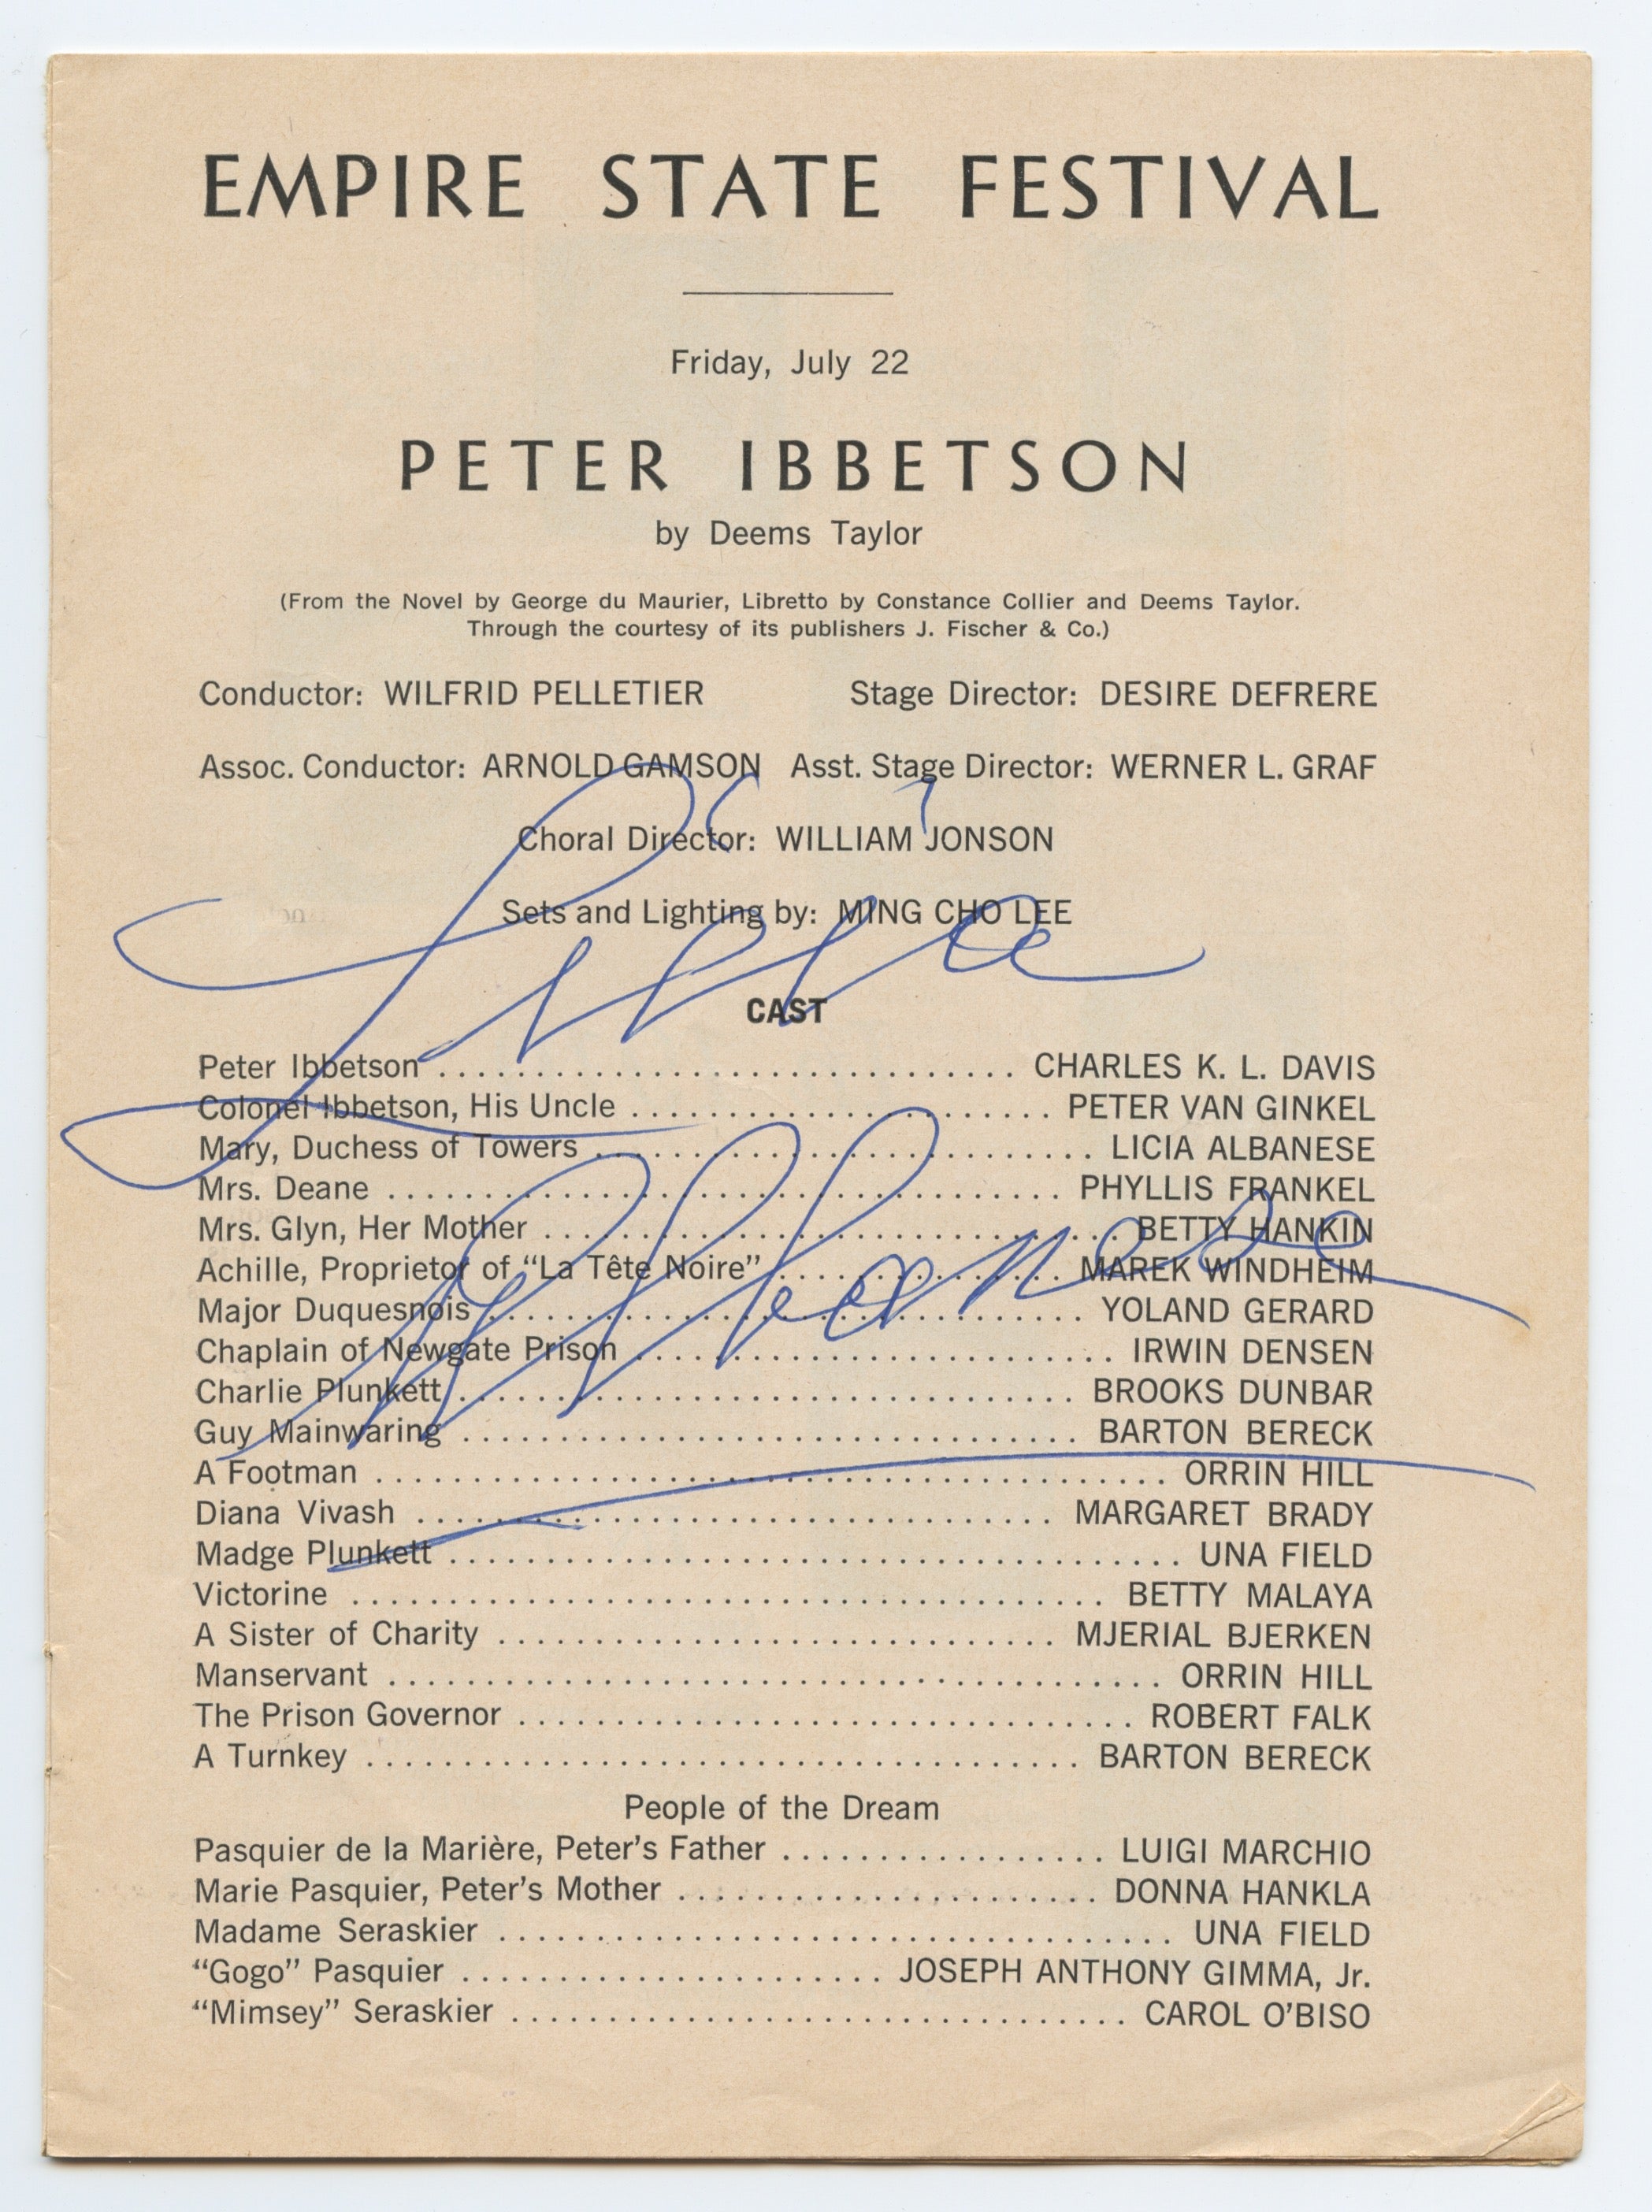 EMPIRE STATE FESTIVAL
Friday, July 22
PETER IBBETSON
by Deems Taylor
(From the Novel by George du Maurier, Libretto by Constance Collier and Deems Taylor.
Through the courtesy of its publishers J. Fischer & Co.)
Conductor: WILFRID PELLETIER Stage Director: DESIRE DEFRERE
Assoc. Conductor: ARNOLD GAMSON Asst. Stage Director: WERNER L. GRAF
Choral Director: WILLIAM JONSON
Sets and Lighting by: MING CHO LEE
Licia
CAST
Peter Ibbetson .............................. CHARLES K. L. DAVIS
Colonel Ibbetson, His Uncle ...................... PETER VAN GINKEL
Mary, Duchess of Towers .......................... LICIA ALBANESE
Mrs. Deane ................................... PHYLLIS FRANKEL
Mrs. Glyn, Her Mother .............................. BETTY HANKIN
Albanese
Achille, Proprietor of “La Tête Noire” ................ MAREK WINDHEIM
Major Duquesnois ............................... YOLAND GERARD
Chaplain of Newgate Prison ......................... IRWIN DENSEN
Charlie Plunkett ................................ BROOKS DUNBAR
Guy Mainwaring ................................ BARTON BERECK
A Footman ......................................... ORRIN HILL
Diana Vivash ................................. MARGARET BRADY
Madge Plunkett ...................................... UNA FIELD
Victorine ....................................... BETTY MALAYA
A Sister of Charity ............................. MJERIAL BJERKEN
Manservant ........................................ ORRIN HILL
The Prison Governor ................................ ROBERT FALK
A Turnkey ..................................... BARTON BERECK
People of the Dream
Pasquier de la Marière, Peter’s Father ................. LUIGI MARCHIO
Marie Pasquier, Peter’s Mother ...................... DONNA HANKLA
Madame Seraskier ................................... UNA FIELD
“Gogo” Pasquier ...................... JOSEPH ANTHONY GIMMA, Jr.
“Mimsey” Seraskier ................................ CAROL O’BISO